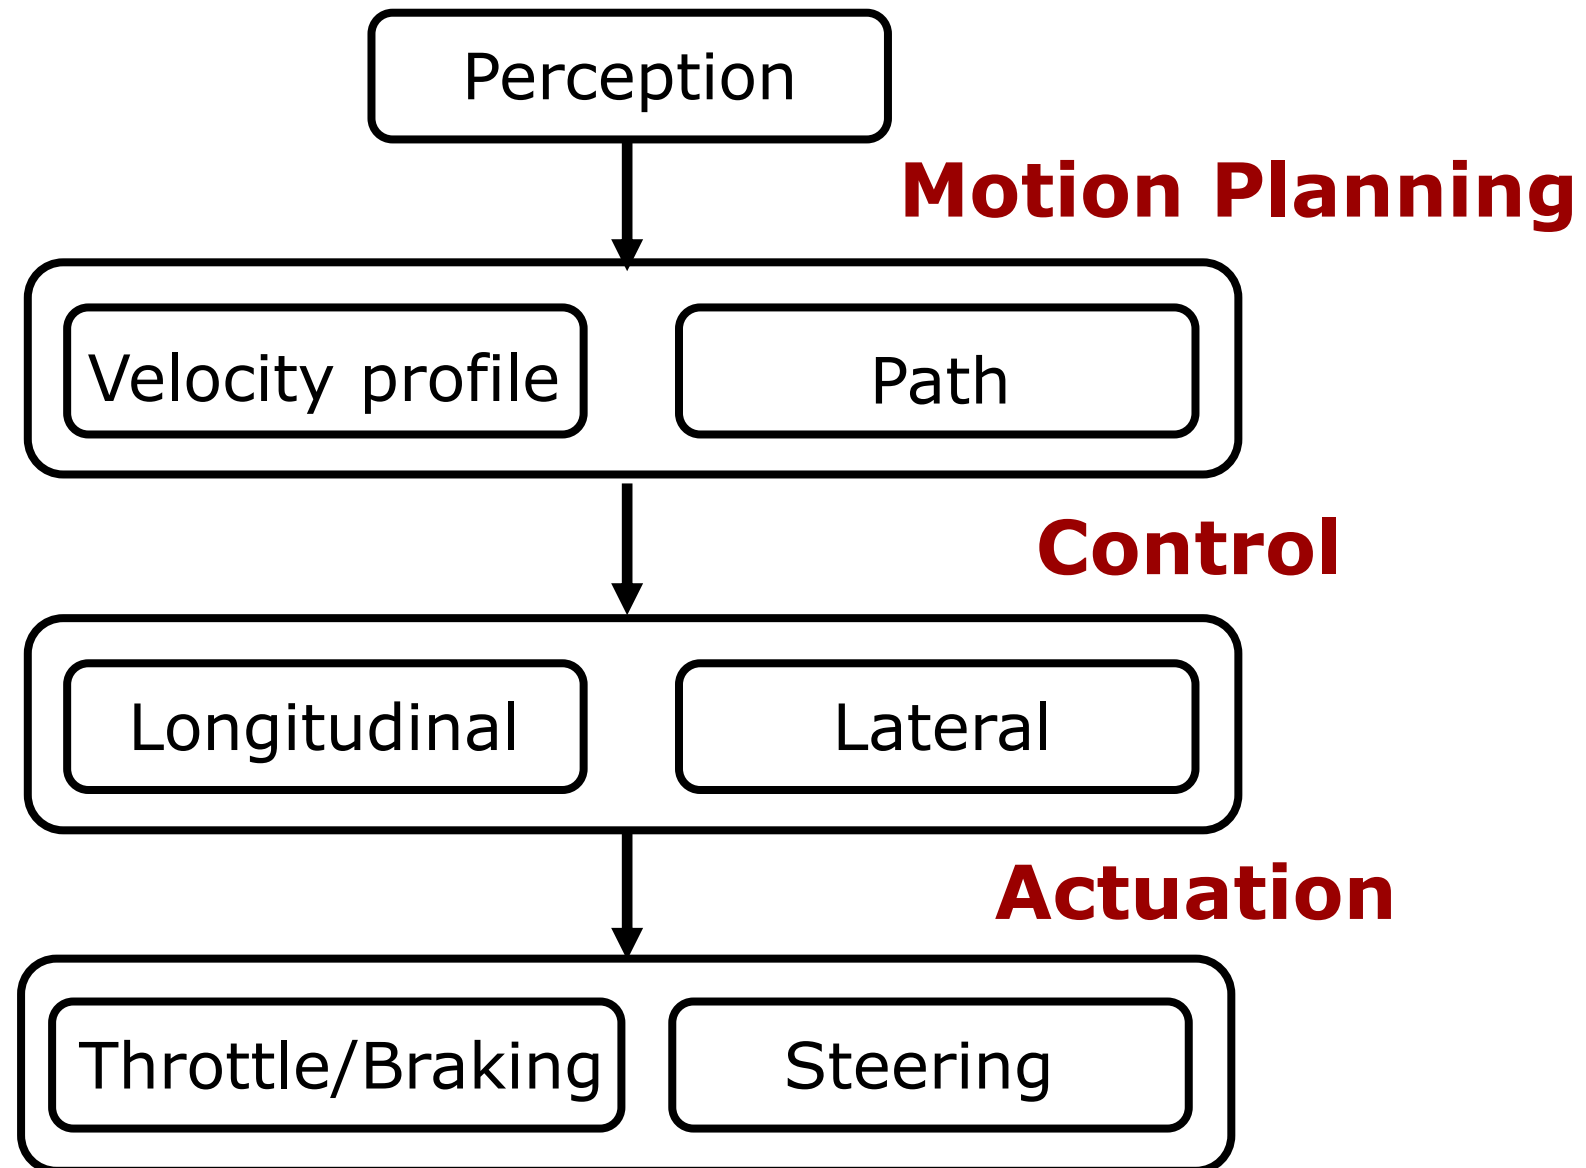 Perception
Motion Planning
Velocity profile
Path
Control
Longitudinal
Lateral
Actuation
Throttle/Braking
Steering